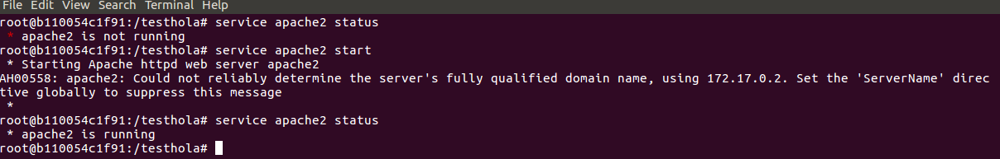 File Edit View Search Terminal Help
root@b110054c1f91:/testhola# service apache2 status
 * apache2 is not running
root@b110054c1f91:/testhola# service apache2 start
 * Starting Apache httpd web server apache2
AH00558: apache2: Could not reliably determine the server's fully qualified domain name, using 172.17.0.2. Set the 'ServerName' direc
tive globally to suppress this message
 *
root@b110054c1f91:/testhola# service apache2 status
 * apache2 is running
root@b110054c1f91:/testhola#